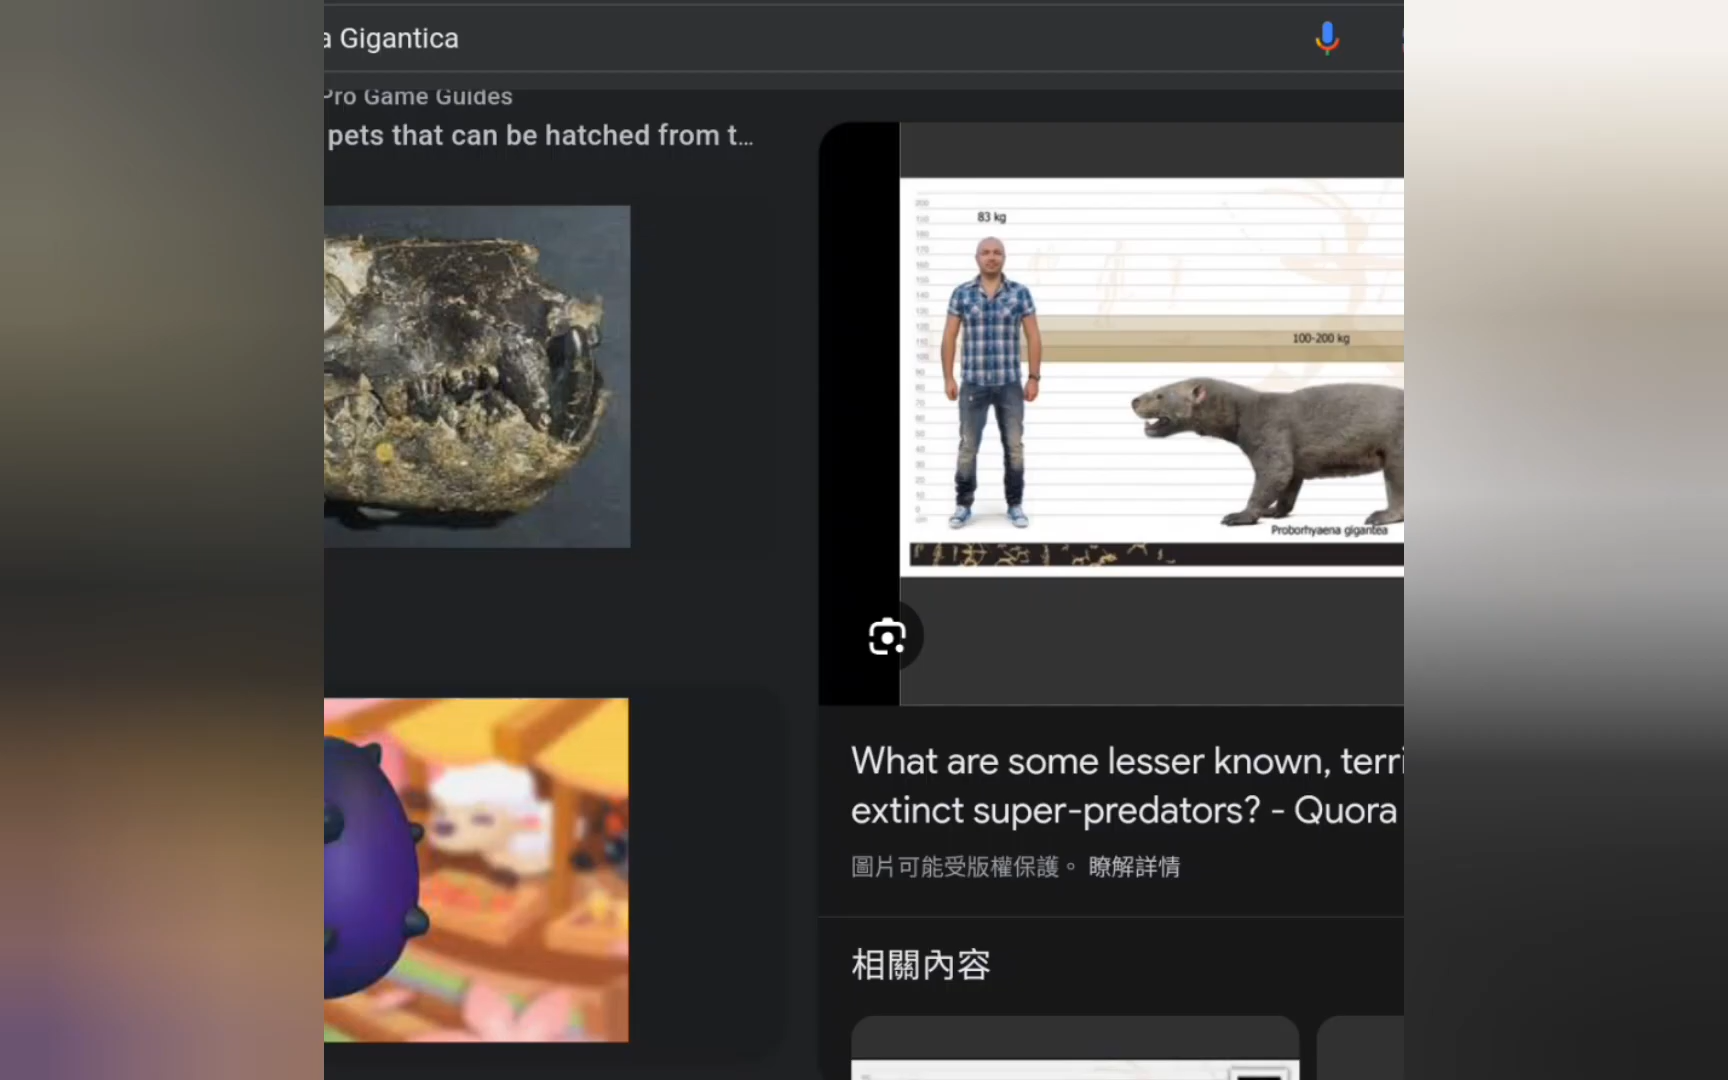 a Gigantica
Pro Game Guides
pets that can be hatched from t...
83 kg
100-200 kg
Proborhyaena gigantea
What are some lesser known, terri
extinct super-predators? - Quora
圖片可能受版權保護。 瞭解詳情
相關內容